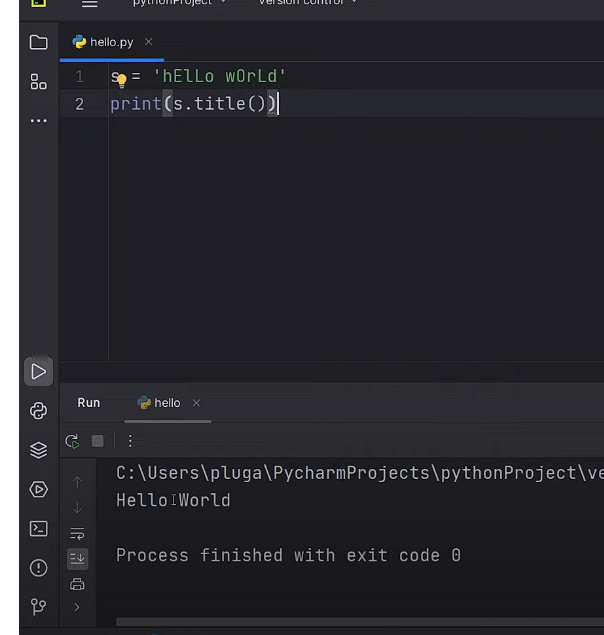 pythonProject
Version control
hello.py
1 s = 'hElLo wOrLd'
2 print(s.title())
Run
hello
C:\Users\pluga\PycharmProjects\pythonProject\ve
Hello World
Process finished with exit code 0